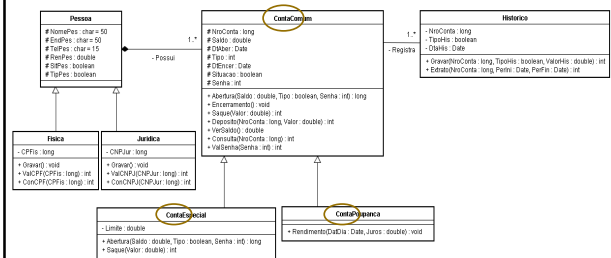 Pessoa
# NomePes : char = 50
# EndPes : char = 50
# TelPes : char = 15
# RenPes : double
# SitPes : boolean
# TipPes : boolean
- Possui
1..*
ContaComum
# NroConta : long
# Saldo : double
# DtAber : Date
# Tipo : int
# DtEncer : Date
# Situacao : boolean
# Senha : int
+ Abertura(Saldo : double, Tipo : boolean, Senha : int) : long
+ Encerramento() : void
+ Saque(Valor : double) : int
+ Deposito(NroConta : long, Valor : double) : int
+ VerSaldo() : double
+ Consulta(NroConta : long) : int
+ ValSenha(Senha : int) : int
1..*
- Registra
Historico
- NroConta : long
- TipoHis : boolean
- DtaHis : Date
+ Gravar(NroConta : long, TipoHis : boolean, ValorHis : double) : int
+ Extrato(NroConta : long, PerIni : Date, PerFin : Date) : int
Fisica
- CPFis : long
+ Gravar() : void
+ ValCPF(CPFis : long) : int
+ ConCPF(CPFis : long) : int
Juridica
- CNPJur : long
+ Gravar() : void
+ ValCNPJ(CNPJur : long) : int
+ ConCNPJ(CNPJur : long) : int
ContaEspecial
- Limite : double
+ Abertura(Saldo : double, Tipo : boolean, Senha : int) : long
+ Saque(Valor : double) : int
ContaPoupanca
+ Rendimento(DatDia : Date, Juros : double) : void